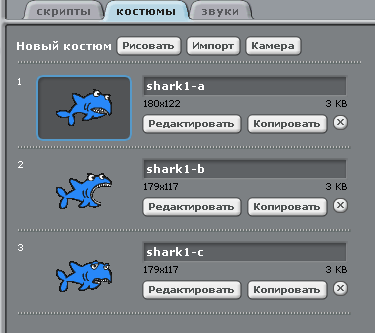 скрипты костюмы звуки
Новый костюм Рисовать Импорт Камера
1
shark1-a
180x122 3 KB
Редактировать Копировать
2
shark1-b
179x117 3 KB
Редактировать Копировать
3
shark1-c
179x117 3 KB
Редактировать Копировать